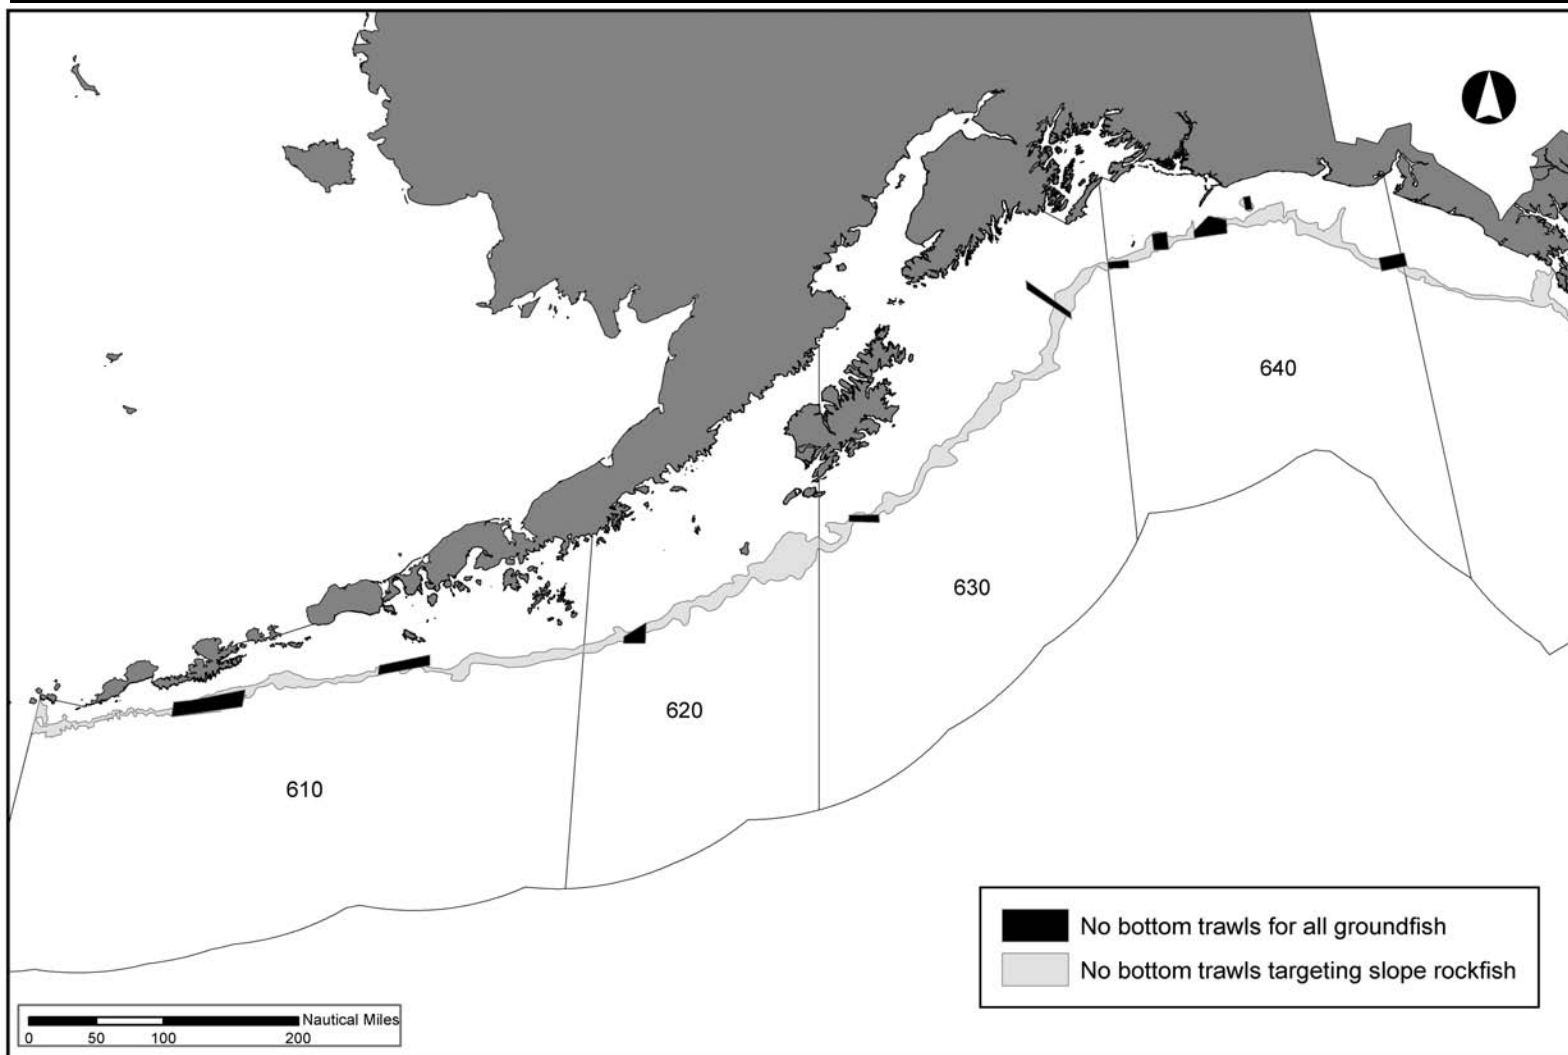 640
630
620
610
No bottom trawls for all groundfish
No bottom trawls targeting slope rockfish
Nautical Miles
0 50 100 200